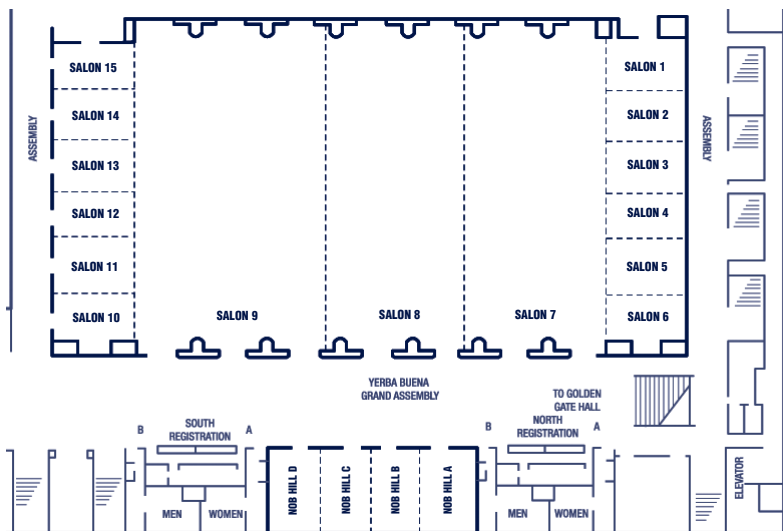 SALON 15
SALON 1
SALON 14
SALON 2
ASSEMBLY
ASSEMBLY
SALON 13
SALON 3
SALON 12
SALON 4
SALON 11
SALON 5
SALON 10
SALON 9
SALON 8
SALON 7
SALON 6
YERBA BUENA
GRAND ASSEMBLY
TO GOLDEN
GATE HALL
B
SOUTH
REGISTRATION
A
B
NORTH
REGISTRATION
A
NOB HILL D
NOB HILL C
NOB HILL B
NOB HILL A
ELEVATOR
MEN
WOMEN
MEN
WOMEN